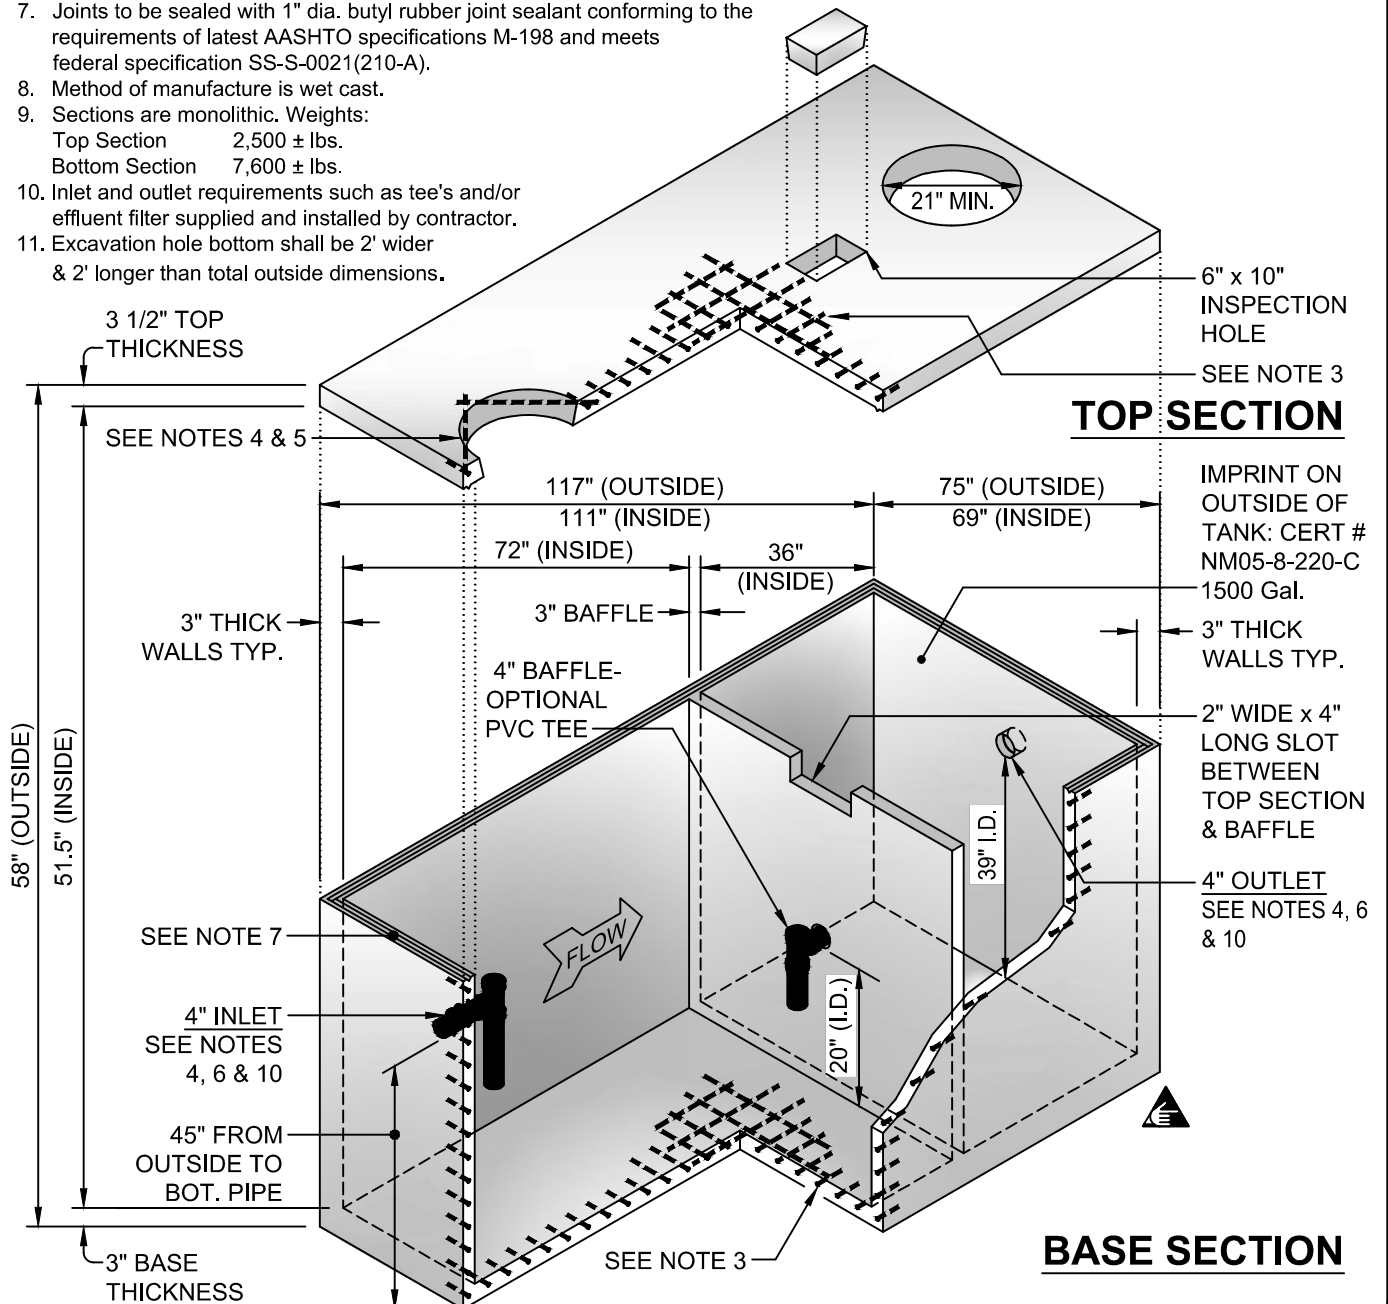 7. Joints to be sealed with 1" dia. butyl rubber joint sealant conforming to the
requirements of latest AASHTO specifications M-198 and meets
federal specification SS-S-0021(210-A).
8. Method of manufacture is wet cast.
9. Sections are monolithic. Weights:
Top Section 2,500 ± lbs.
Bottom Section 7,600 ± lbs.
10. Inlet and outlet requirements such as tee's and/or
effluent filter supplied and installed by contractor.
11. Excavation hole bottom shall be 2' wider
& 2' longer than total outside dimensions.
21" MIN.
6" x 10"
INSPECTION
HOLE
3 1/2" TOP
THICKNESS
SEE NOTE 3
TOP SECTION
SEE NOTES 4 & 5
117" (OUTSIDE)
111" (INSIDE)
75" (OUTSIDE)
69" (INSIDE)
IMPRINT ON
OUTSIDE OF
TANK: CERT #
NM05-8-220-C
1500 Gal.
72" (INSIDE)
36"
(INSIDE)
3" BAFFLE
3" THICK
WALLS TYP.
3" THICK
WALLS TYP.
4" BAFFLE-
OPTIONAL
PVC TEE
2" WIDE x 4"
LONG SLOT
BETWEEN
TOP SECTION
& BAFFLE
58" (OUTSIDE)
51.5" (INSIDE)
39" I.D.
4" OUTLET
SEE NOTES 4, 6
& 10
SEE NOTE 7
FLOW
4" INLET
SEE NOTES
4, 6 & 10
20" (I.D.)
45" FROM
OUTSIDE TO
BOT. PIPE
3" BASE
THICKNESS
SEE NOTE 3
BASE SECTION